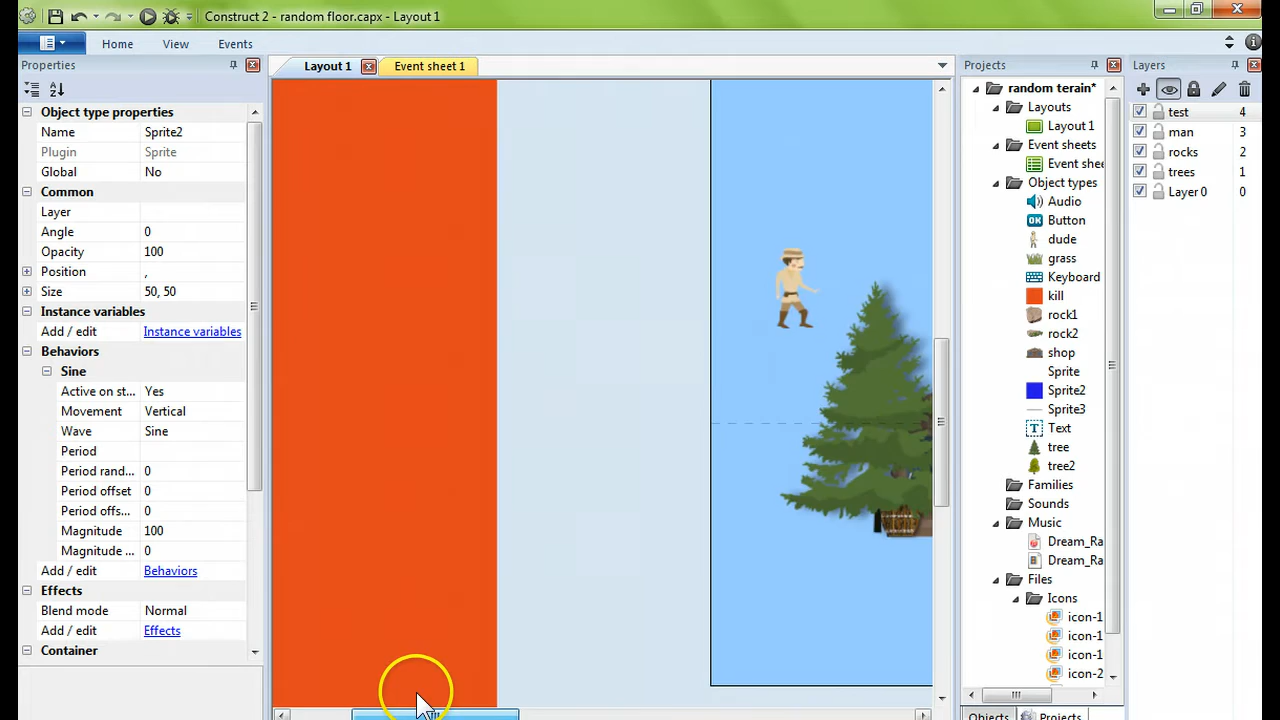 Construct 2 - random floor.capx - Layout 1
Home View Events
Properties
Object type properties
Name Sprite2
Plugin Sprite
Global No
Common
Layer
Angle 0
Opacity 100
Position ,
Size 50, 50
Instance variables
Add / edit Instance variables
Behaviors
Sine
Active on st... Yes
Movement Vertical
Wave Sine
Period
Period rand... 0
Period offset 0
Period offs... 0
Magnitude 100
Magnitude ... 0
Add / edit Behaviors
Effects
Blend mode Normal
Add / edit Effects
Container
Layout 1 Event sheet 1
Projects
random terain*
Layouts
Layout 1
Event sheets
Event shee
Object types
Audio
OK Button
dude
grass
Keyboard
kill
rock1
rock2
shop
Sprite
Sprite2
Sprite3
T Text
tree
tree2
Families
Sounds
Music
Dream_Ra
Dream_Ra
Files
Icons
icon-1
icon-1
icon-1
icon-2
Objects Projects
Layers
test 4
man 3
rocks 2
trees 1
Layer 0 0